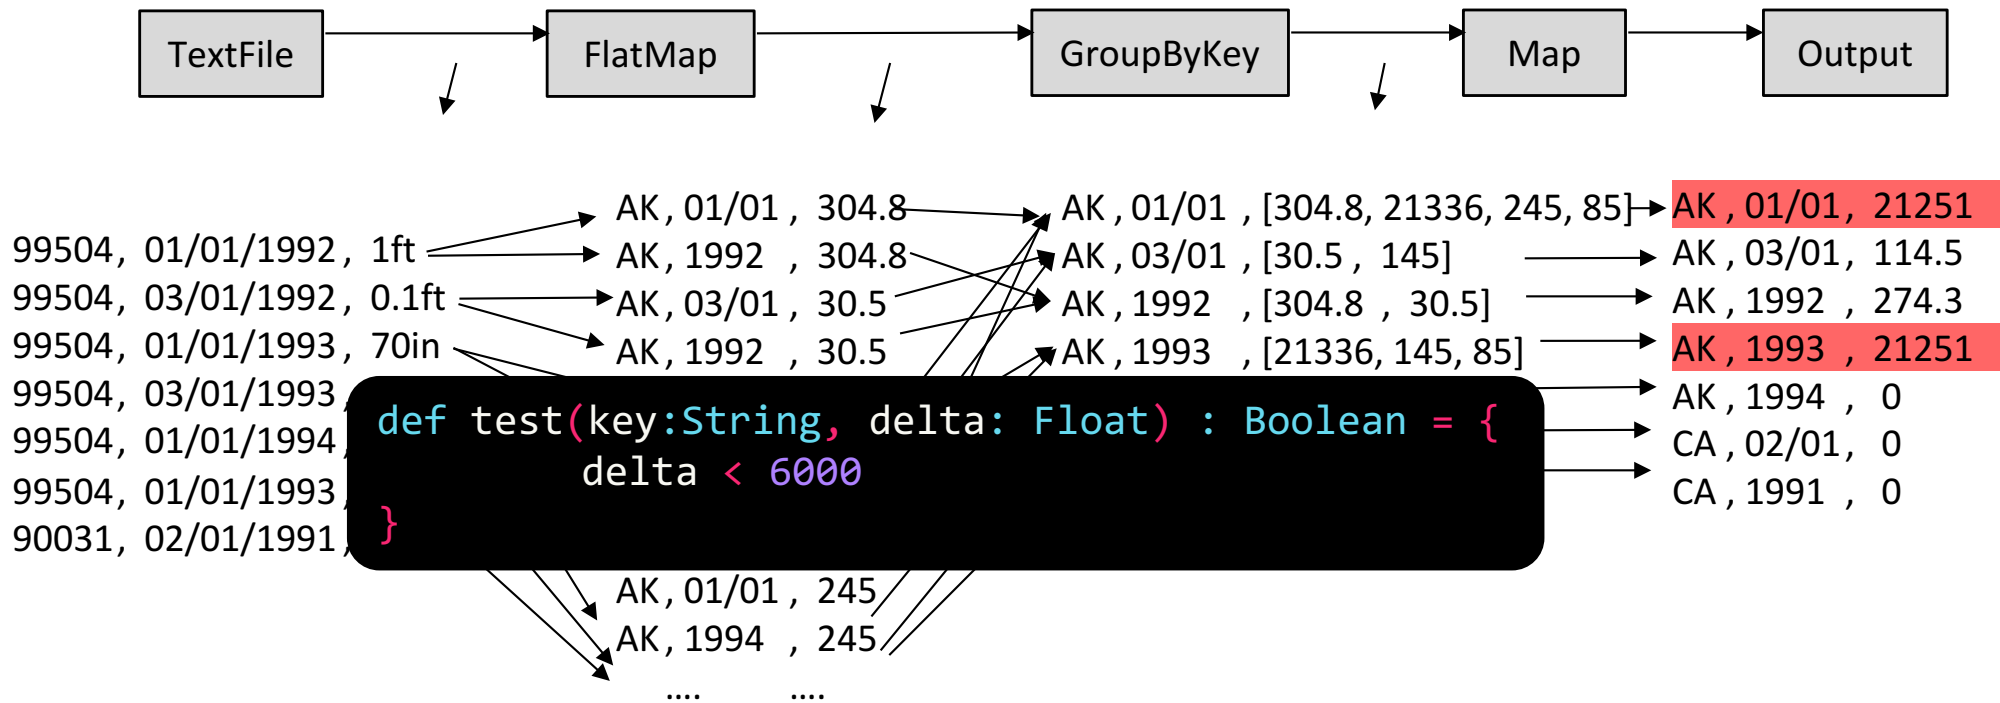 TextFile FlatMap GroupByKey Map Output
99504, 01/01/1992, 1ft
99504, 03/01/1992, 0.1ft
99504, 01/01/1993, 70in
99504, 03/01/1993,
99504, 01/01/1994,
99504, 01/01/1993,
90031, 02/01/1991,
AK, 01/01, 304.8
AK, 1992, 304.8
AK, 03/01, 30.5
AK, 1992, 30.5
AK, 01/01, 245
AK, 1994, 245
.... ....
AK, 01/01, [304.8, 21336, 245, 85]
AK, 03/01, [30.5, 145]
AK, 1992, [304.8, 30.5]
AK, 1993, [21336, 145, 85]
AK, 01/01, 21251
AK, 03/01, 114.5
AK, 1992, 274.3
AK, 1993, 21251
AK, 1994, 0
CA, 02/01, 0
CA, 1991, 0
def test(key:String, delta: Float) : Boolean = {
delta < 6000
}